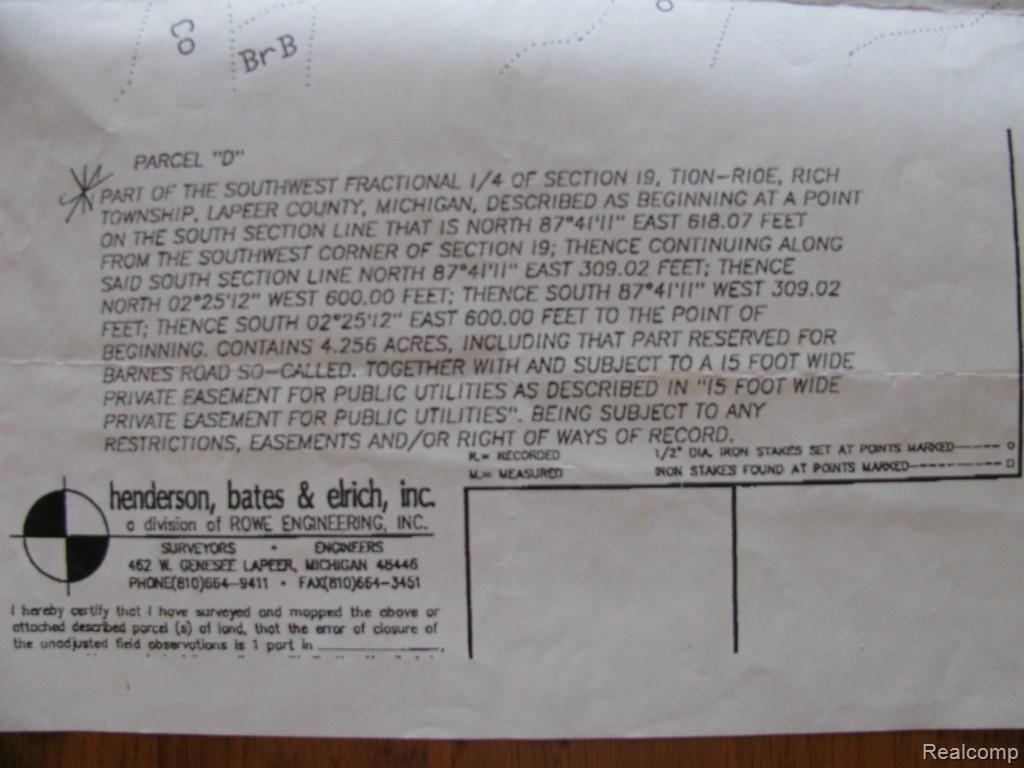 Co
BrB
PARCEL "D"
PART OF THE SOUTHWEST FRACTIONAL 1/4 OF SECTION 19, T10N-R10E, RICH
TOWNSHIP, LAPEER COUNTY, MICHIGAN, DESCRIBED AS BEGINNING AT A POINT
ON THE SOUTH SECTION LINE THAT IS NORTH 87°41'11" EAST 618.07 FEET
FROM THE SOUTHWEST CORNER OF SECTION 19; THENCE CONTINUING ALONG
SAID SOUTH SECTION LINE NORTH 87°41'11" EAST 309.02 FEET; THENCE
NORTH 02°25'12" WEST 600.00 FEET; THENCE SOUTH 87°41'11" WEST 309.02
FEET; THENCE SOUTH 02°25'12" EAST 600.00 FEET TO THE POINT OF
BEGINNING. CONTAINS 4.256 ACRES, INCLUDING THAT PART RESERVED FOR
BARNES ROAD SO-CALLED. TOGETHER WITH AND SUBJECT TO A 15 FOOT WIDE
PRIVATE EASEMENT FOR PUBLIC UTILITIES AS DESCRIBED IN "15 FOOT WIDE
PRIVATE EASEMENT FOR PUBLIC UTILITIES". BEING SUBJECT TO ANY
RESTRICTIONS, EASEMENTS AND/OR RIGHT OF WAYS OF RECORD.
R.= RECORDED
M.= MEASURED
1/2" DIA. IRON STAKES SET AT POINTS MARKED------ O
IRON STAKES FOUND AT POINTS MARKED------------ □
henderson, bates & elrich, inc.
a division of ROWE ENGINEERING, INC.
SURVEYORS • ENGINEERS
462 W. GENESEE LAPEER, MICHIGAN 48446
PHONE(810)664-9411 • FAX(810)664-3451
I hereby certify that I have surveyed and mapped the above or
attached described parcel (s) of land, that the error of closure of
the unadjusted field observations is 1 part in ____________,
Realcomp